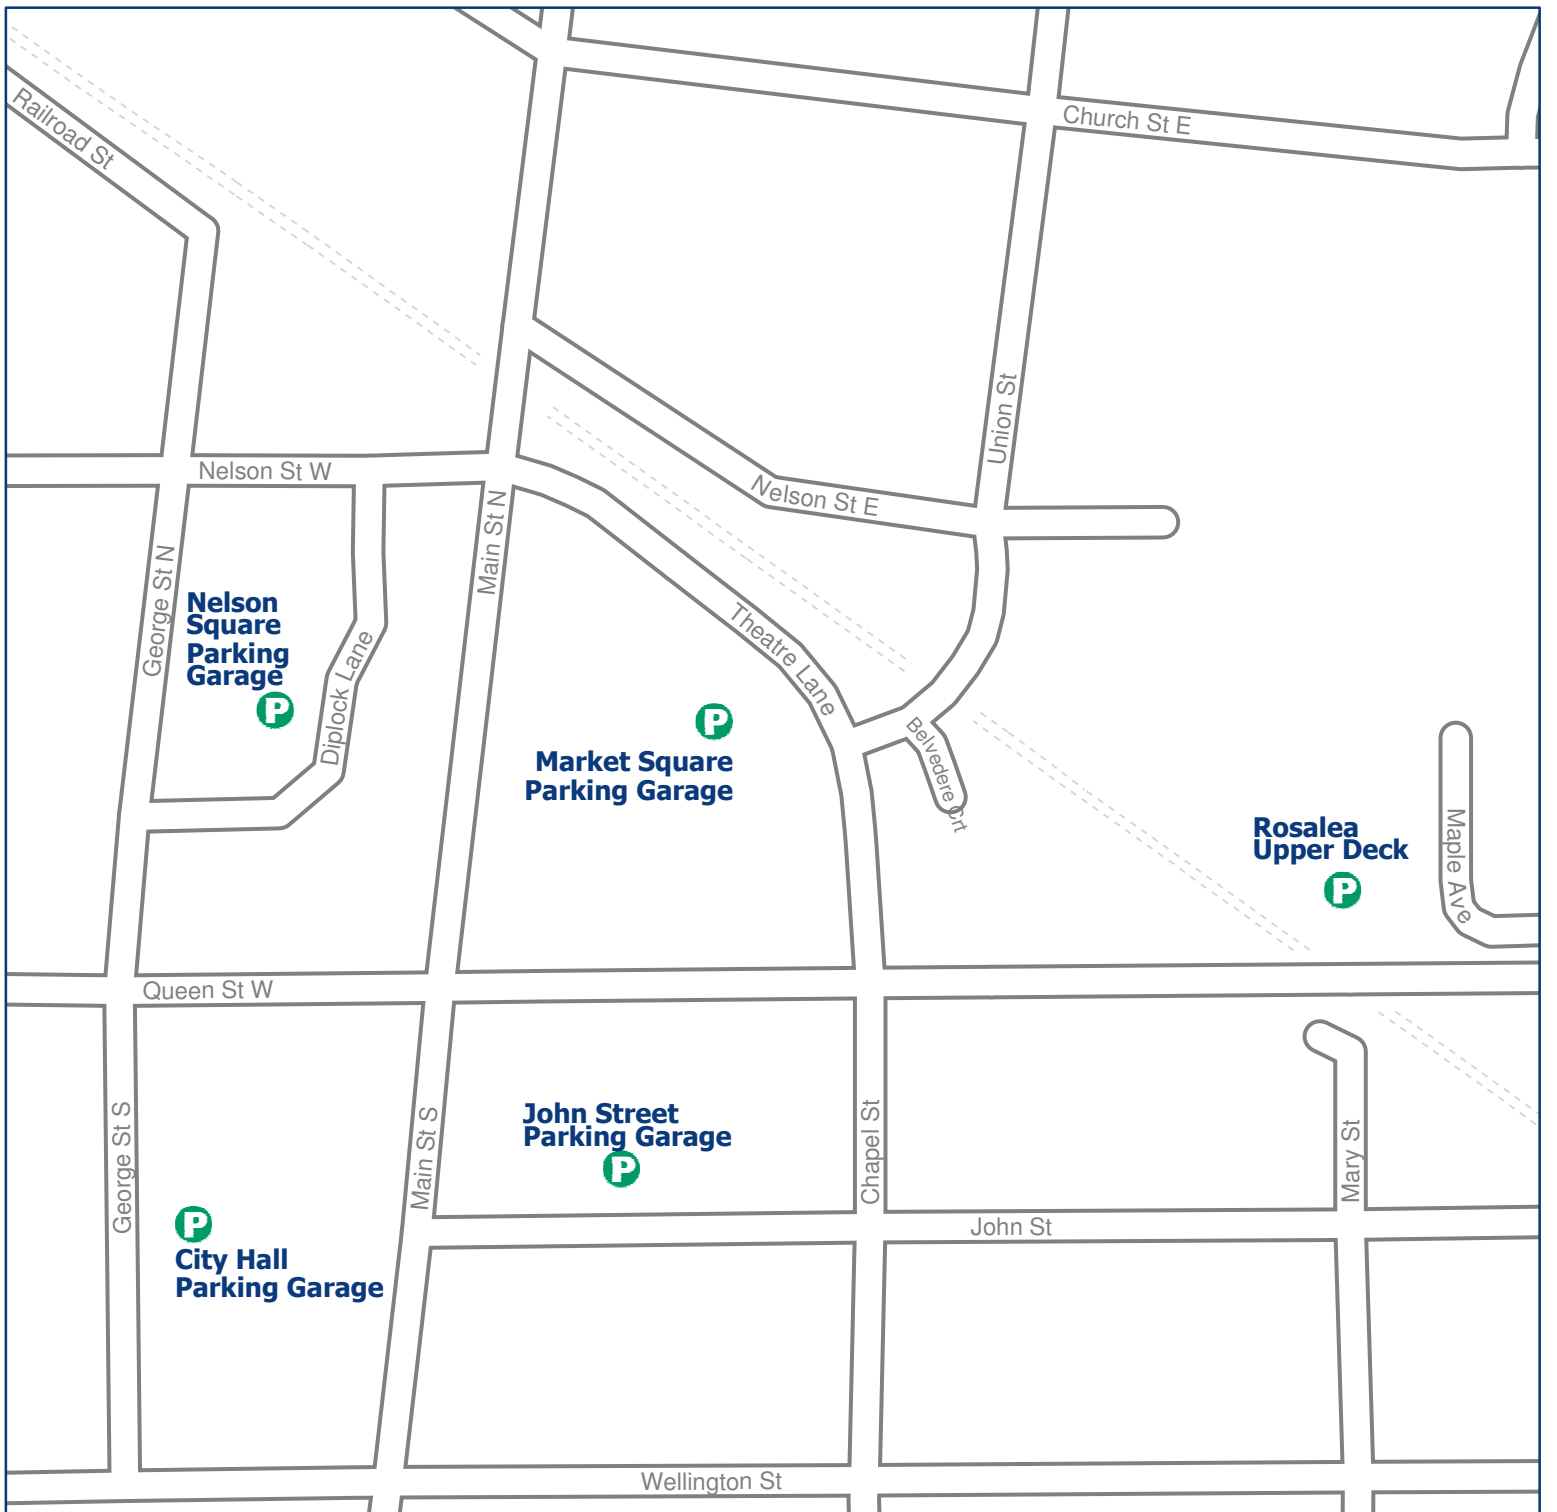 Railroad St
Church St E
Union St
Nelson St W
Nelson St E
Main St N
George St N
Nelson
Square
Parking
Garage
P
Diplock Lane
Theatre Lane
P
Market Square
Parking Garage
Belvedere Crt
Rosalea
Upper Deck
P
Maple Ave
Queen St W
George St S
Main St S
John Street
Parking Garage
P
Chapel St
Mary St
John St
P
City Hall
Parking Garage
Wellington St